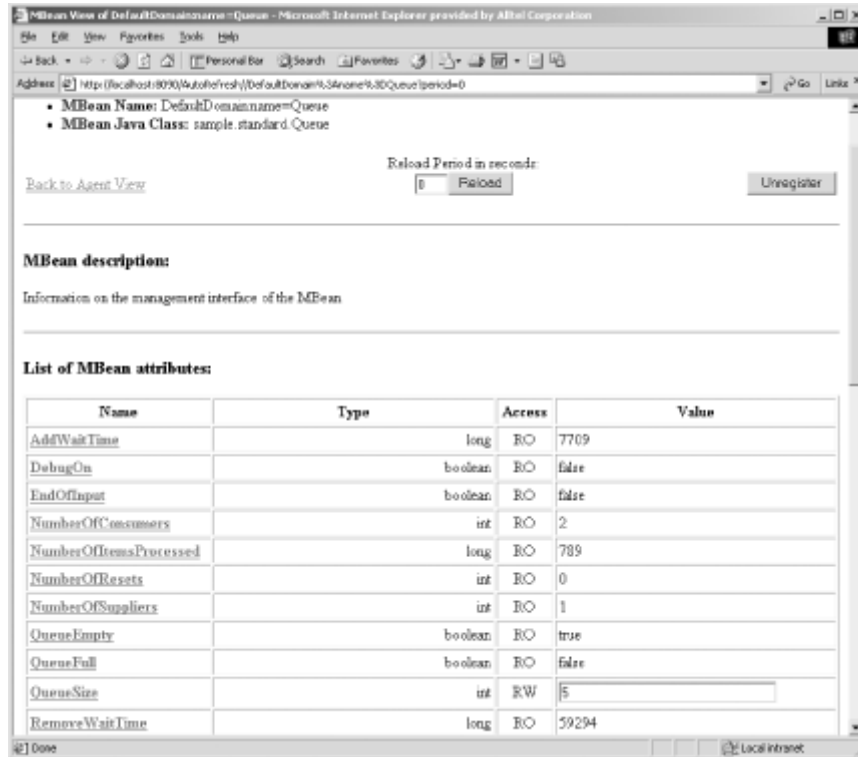 MBean View of DefaultDomain:name=Queue - Microsoft Internet Explorer provided by Alltel Corporation
File Edit View Favorites Tools Help
Back Personal Bar Search Favorites
Address http://localhost:8090/AutoRefresh//DefaultDomain%3Aname%3DQueue?period=0 Go Links
• MBean Name: DefaultDomain:name=Queue
• MBean Java Class: sample.standard.Queue
Reload Period in seconds:
Back to Agent View 0 Reload Unregister
MBean description:
Information on the management interface of the MBean
List of MBean attributes:
Name Type Access Value
AddWaitTime long RO 7709
DebugOn boolean RO false
EndOfInput boolean RO false
NumberOfConsumers int RO 2
NumberOfItemsProcessed long RO 789
NumberOfResets int RO 0
NumberOfSuppliers int RO 1
QueueEmpty boolean RO true
QueueFull boolean RO false
QueueSize int RW 5
RemoveWaitTime long RO 59294
Done Local intranet